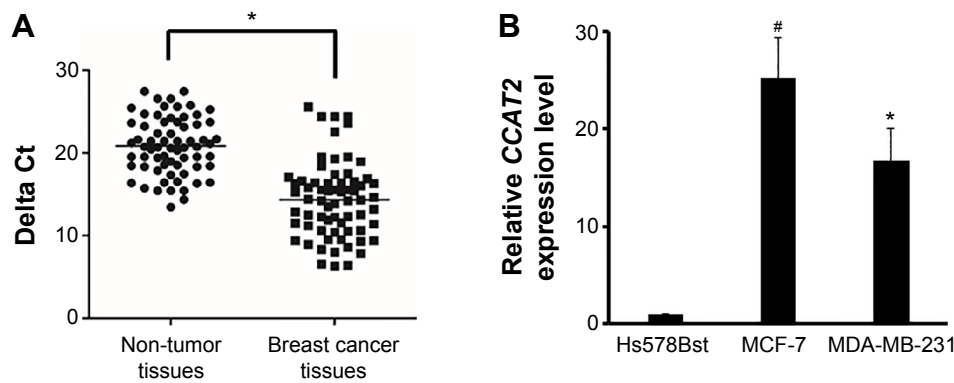 A
*
Delta Ct
30
20
10
0
Non-tumor
tissues
Breast cancer
tissues
B
Relative CCAT2
expression level
30
20
10
0
#
*
Hs578Bst
MCF-7
MDA-MB-231